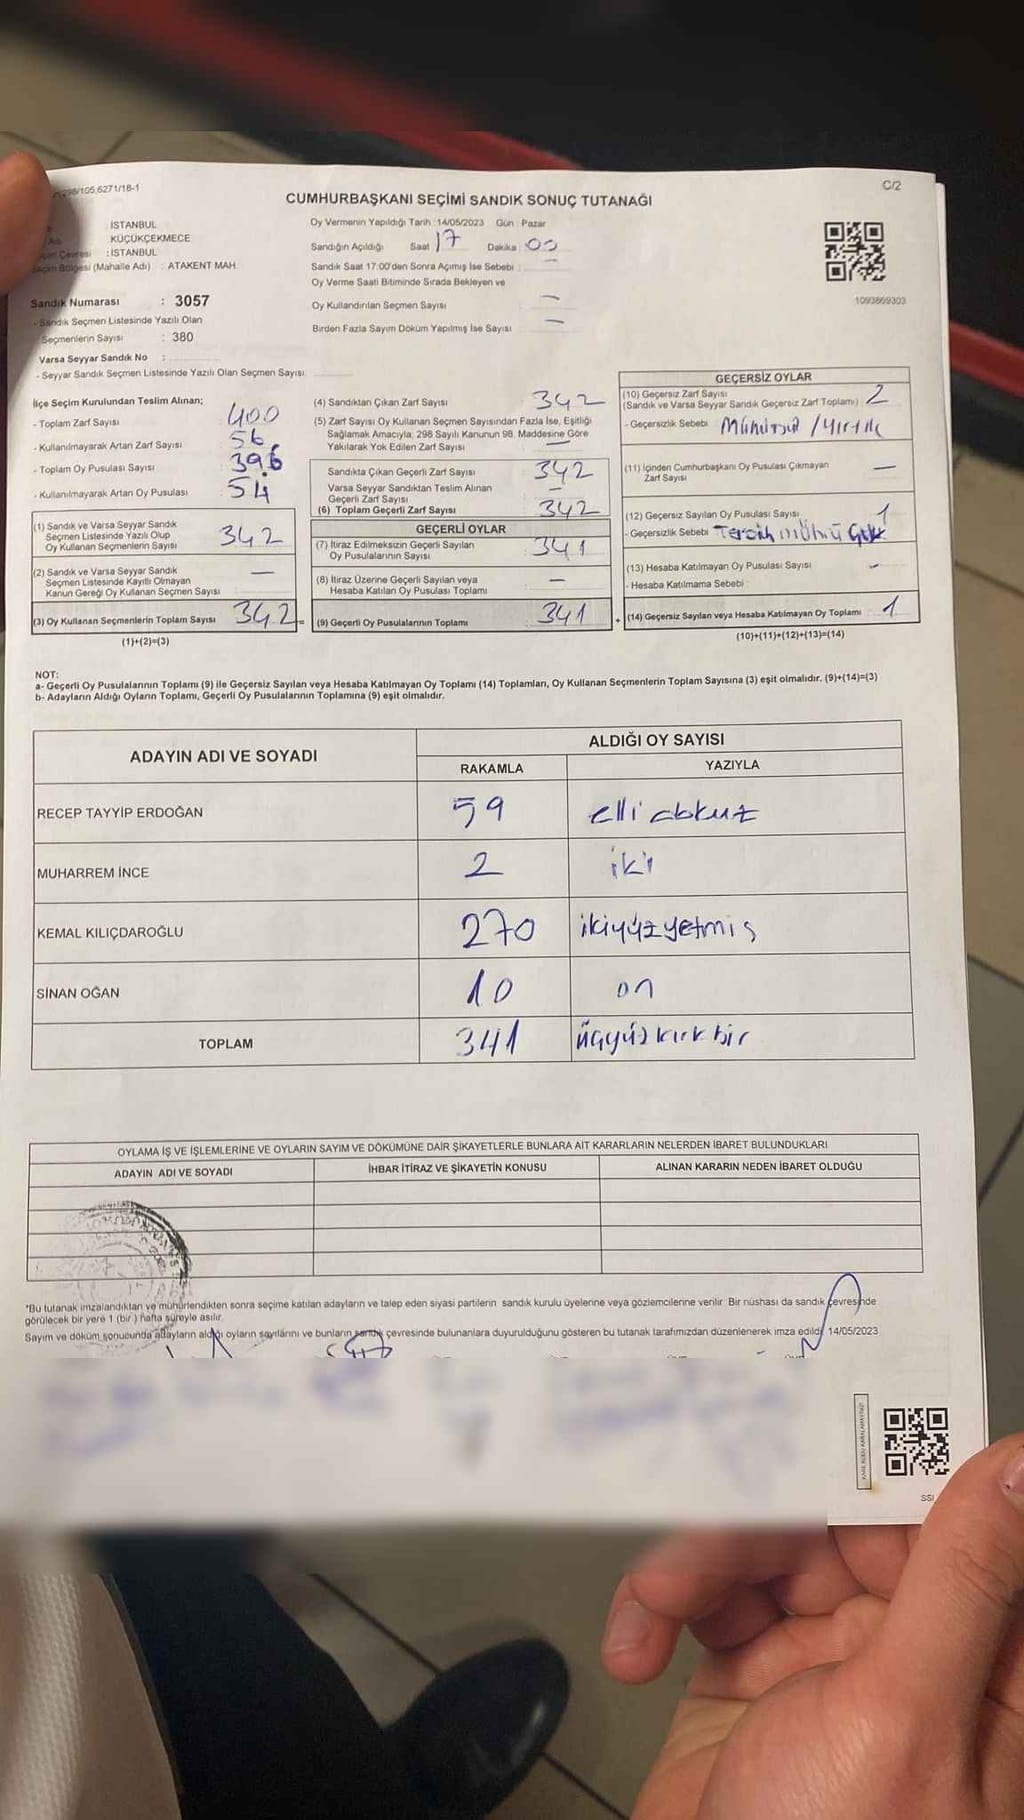 C/2
CUMHURBAŞKANI SEÇİMİ SANDIK SONUÇ TUTANAĞI
İSTANBUL
KÜÇÜKÇEKMECE
: İSTANBUL
(Mahalle Adı) : ATAKENT MAH.
Sandık Numarası : 3057
- Sandık Seçmen Listesinde Yazılı Olan
Seçmenlerin Sayısı : 380
Varsa Seyyar Sandık No :
- Seyyar Sandık Seçmen Listesinde Yazılı Olan Seçmen Sayısı
Oy Vermenin Yapıldığı Tarih : 14/05/2023 Gün : Pazar
Sandığın Açıldığı Saat 17 Dakika : 00
Sandık Saat 17:00'den Sonra Açımış İse Sebebi : —
Oy Verme Saati Bitiminde Sırada Bekleyen ve
Oy Kullandırılan Seçmen Sayısı —
Birden Fazla Sayım Döküm Yapılmış İse Sayısı —
1093869303
İlçe Seçim Kurulundan Teslim Alınan;
- Toplam Zarf Sayısı : 400
- Kullanılmayarak Artan Zarf Sayısı : 56
- Toplam Oy Pusulası Sayısı : 396
- Kullanılmayarak Artan Oy Pusulası : 54
(1) Sandık ve Varsa Seyyar Sandık
Seçmen Listesinde Yazılı Olup
Oy Kullanan Seçmenlerin Sayısı 342
(2) Sandık ve Varsa Seyyar Sandık
Seçmen Listesinde Kayıtlı Olmayan
Kanun Gereği Oy Kullanan Seçmen Sayısı —
(3) Oy Kullanan Seçmenlerin Toplam Sayısı 342
(1)+(2)=(3)
(4) Sandıktan Çıkan Zarf Sayısı 342
(5) Zarf Sayısı Oy Kullanan Seçmen Sayısından Fazla İse, Eşitliği
Sağlamak Amacıyla, 298 Sayılı Kanunun 98. Maddesine Göre
Yakılarak Yok Edilen Zarf Sayısı —
Sandıkta Çıkan Geçerli Zarf Sayısı 342
Varsa Seyyar Sandıktan Teslim Alınan
Geçerli Zarf Sayısı —
(6) Toplam Geçerli Zarf Sayısı 342
GEÇERLİ OYLAR
(7) İtiraz Edilmeksizin Geçerli Sayılan
Oy Pusulalarının Sayısı 341
(8) İtiraz Üzerine Geçerli Sayılan veya
Hesaba Katılan Oy Pusulası Toplamı —
(9) Geçerli Oy Pusulalarının Toplamı 341
GEÇERSİZ OYLAR
(10) Geçersiz Zarf Sayısı 2
(Sandık ve Varsa Seyyar Sandık Geçersiz Zarf Toplamı)
- Geçersizlik Sebebi Mühürsüz / Yırtık
(11) İçinden Cumhurbaşkanı Oy Pusulası Çıkmayan
Zarf Sayısı —
(12) Geçersiz Sayılan Oy Pusulası Sayısı 1
- Geçersizlik Sebebi Tercih mührü
(13) Hesaba Katılmayan Oy Pusulası Sayısı -
- Hesaba Katılmama Sebebi :
+ (14) Geçersiz Sayılan veya Hesaba Katılmayan Oy Toplamı 1
(10)+(11)+(12)+(13)=(14)
NOT:
a- Geçerli Oy Pusulalarının Toplamı (9) ile Geçersiz Sayılan veya Hesaba Katılmayan Oy Toplamı (14) Toplamları, Oy Kullanan Seçmenlerin Toplam Sayısına (3) eşit olmalıdır. (9)+(14)=(3)
b- Adayların Aldığı Oyların Toplamı, Geçerli Oy Pusulalarının Toplamına (9) eşit olmalıdır.
ADAYIN ADI VE SOYADI ALDIĞI OY SAYISI
RAKAMLA YAZIYLA
RECEP TAYYİP ERDOĞAN 59 elli dokuz
MUHARREM İNCE 2 iki
KEMAL KILIÇDAROĞLU 270 ikiyüzyetmiş
SİNAN OĞAN 10 on
TOPLAM 341 üçyüzkırkbir
OYLAMA İŞ VE İŞLEMLERİNE VE OYLARIN SAYIM VE DÖKÜMÜNE DAİR ŞİKAYETLERLE BUNLARA AİT KARARLARIN NELERDEN İBARET BULUNDUKLARI
ADAYIN ADI VE SOYADI İHBAR İTİRAZ VE ŞİKAYETİN KONUSU ALINAN KARARIN NEDEN İBARET OLDUĞU
*Bu tutanak imzalandıktan ve mühürlendikten sonra seçime katılan adayların ve talep eden siyasi partilerin sandık kurulu üyelerine veya gözlemcilerine verilir. Bir nüshası da sandık çevresinde
görülecek bir yere 1 (bir) hafta süreyle asılır.
Sayım ve döküm sonucunda adayların aldığı oyların sayılarını ve bunların sandık çevresinde bulunanlara duyurulduğunu gösteren bu tutanak tarafımızdan düzenlenerek imza edildi. 14/05/2023
SSI